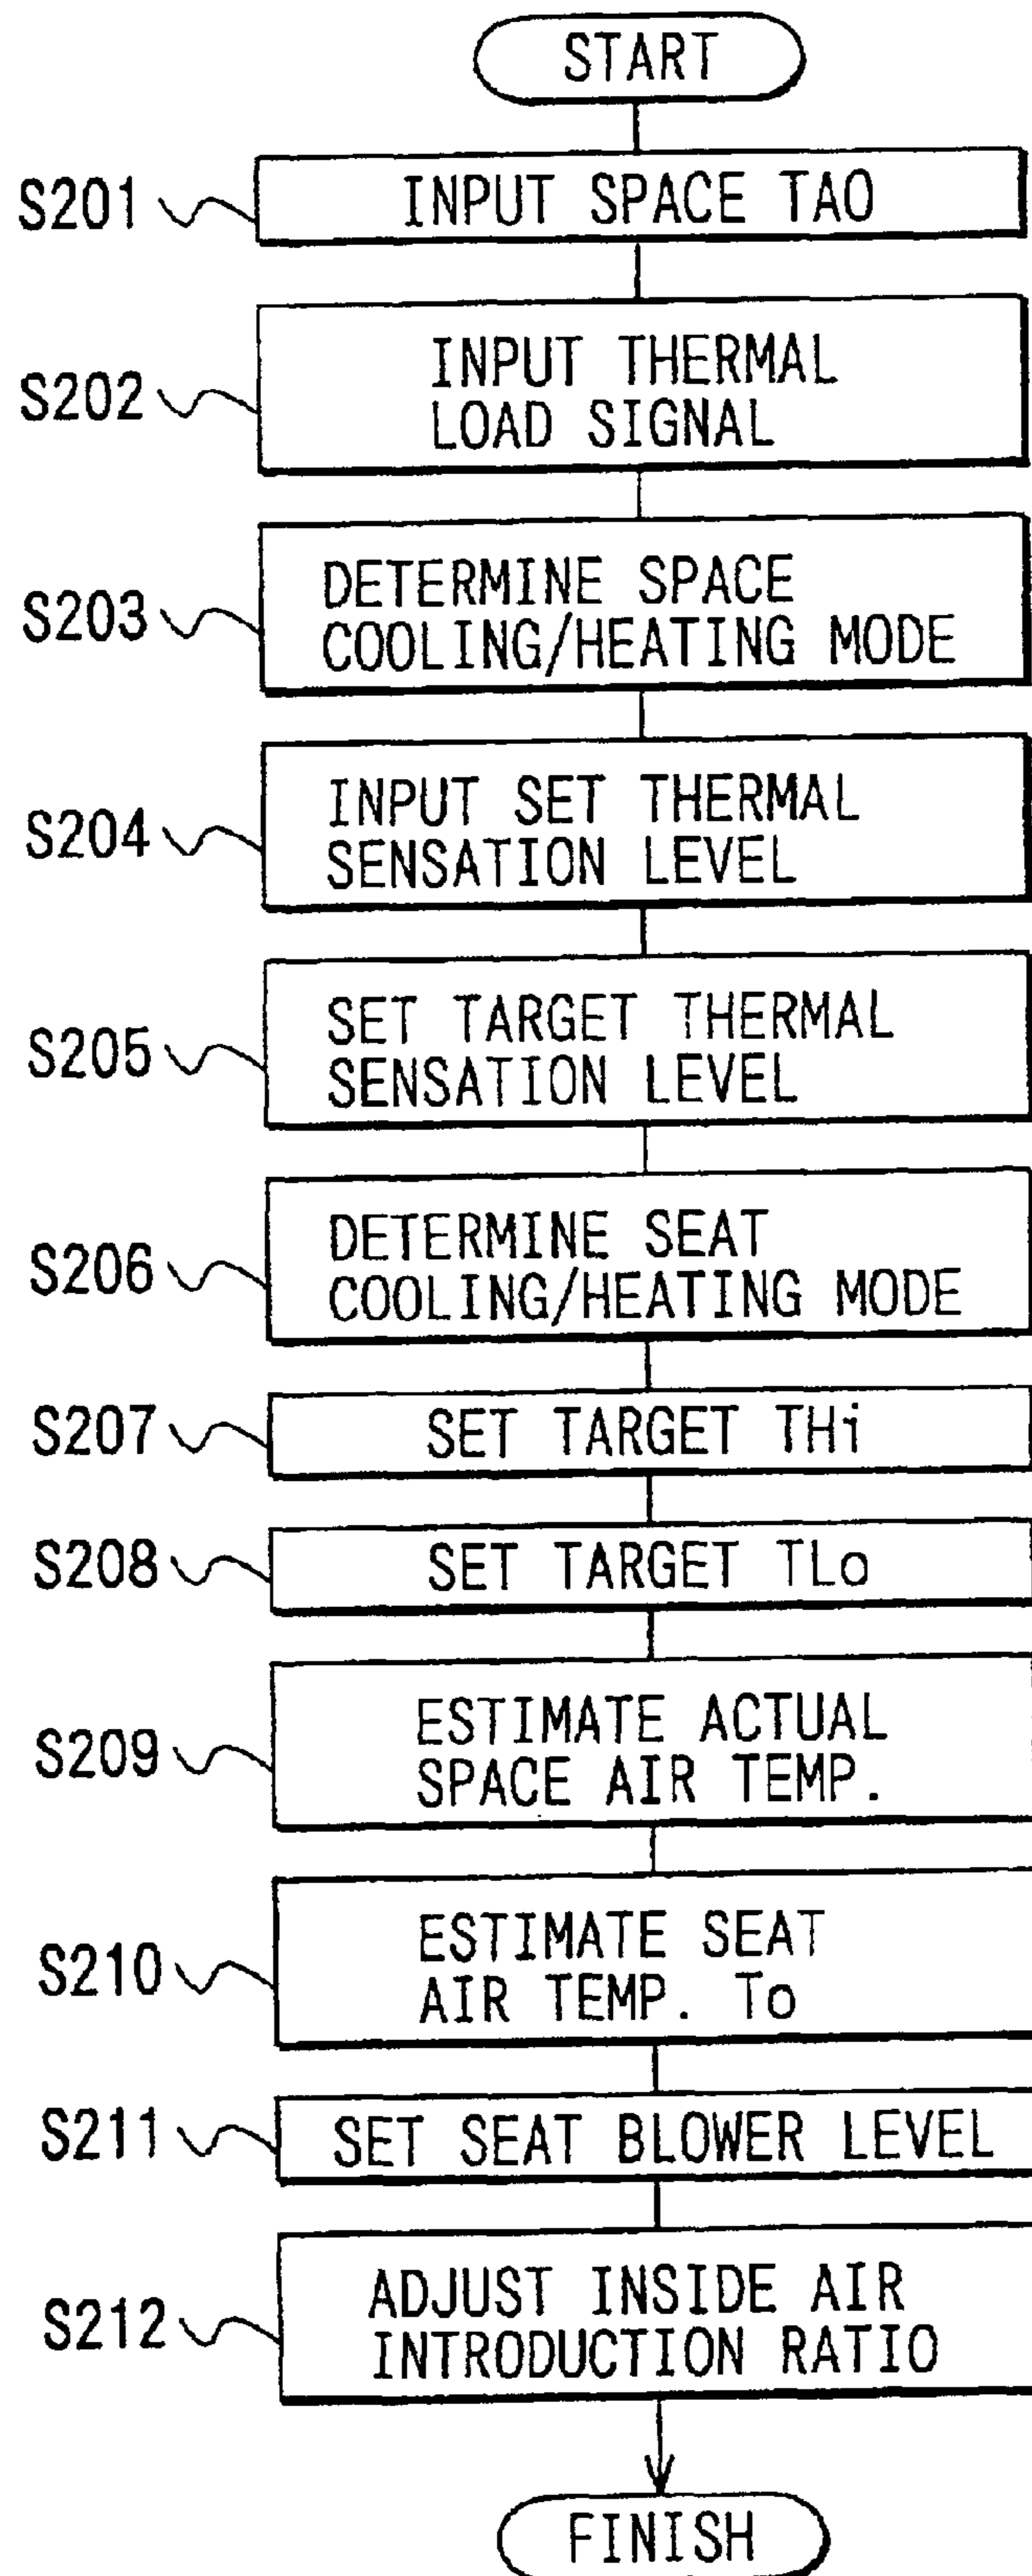 START
S201
INPUT SPACE TAO
S202
INPUT THERMAL
LOAD SIGNAL
S203
DETERMINE SPACE
COOLING/HEATING MODE
S204
INPUT SET THERMAL
SENSATION LEVEL
S205
SET TARGET THERMAL
SENSATION LEVEL
S206
DETERMINE SEAT
COOLING/HEATING MODE
S207
SET TARGET THi
S208
SET TARGET TLo
S209
ESTIMATE ACTUAL
SPACE AIR TEMP.
S210
ESTIMATE SEAT
AIR TEMP. To
S211
SET SEAT BLOWER LEVEL
S212
ADJUST INSIDE AIR
INTRODUCTION RATIO
FINISH